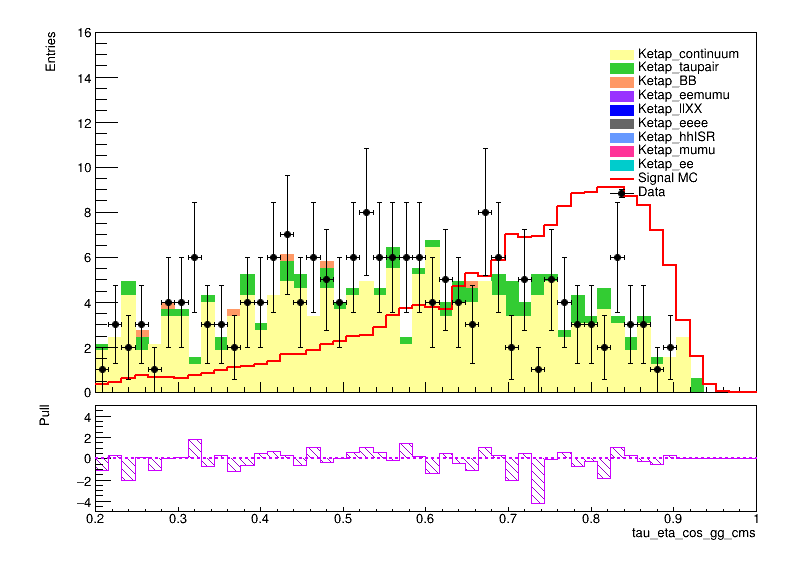 Entries
16
14
12
10
8
6
4
2
0
Ketap_continuum
Ketap_taupair
Ketap_BB
Ketap_eemumu
Ketap_llXX
Ketap_eeee
Ketap_hhISR
Ketap_mumu
Ketap_ee
Signal MC
Data
Pull
4
2
0
−2
−4
0.2 0.3 0.4 0.5 0.6 0.7 0.8 0.9 1
tau_eta_cos_gg_cms